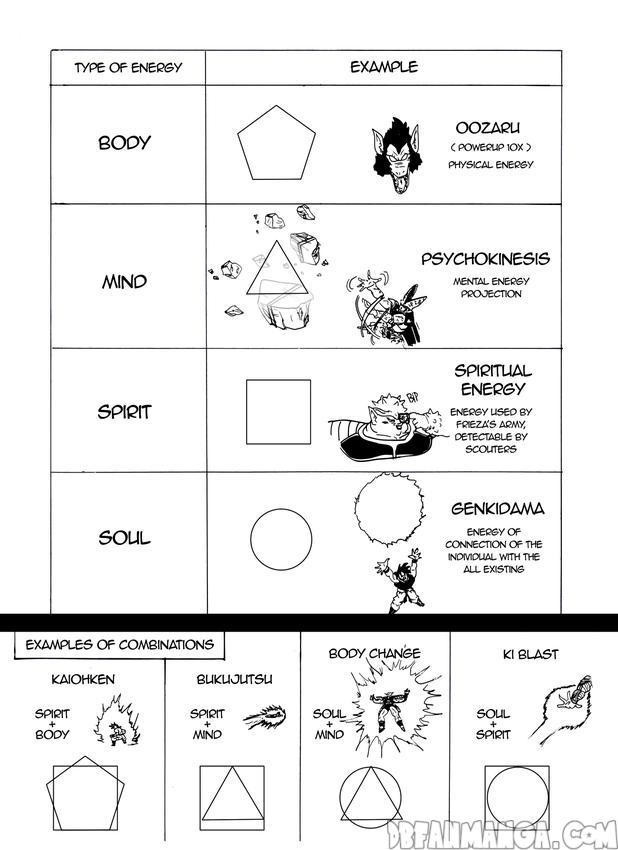 TYPE OF ENERGY
EXAMPLE
BODY
OOZARU
( POWERUP 10X )
PHYSICAL ENERGY
MIND
PSYCHOKINESIS
MENTAL ENERGY
PROJECTION
SPIRIT
BIP
SPIRITUAL
ENERGY
ENERGY USED BY
FRIEZA'S ARMY,
DETECTABLE BY
SCOUTERS
SOUL
GENKIDAMA
ENERGY OF
CONNECTION OF THE
INDIVIDUAL WITH THE
ALL EXISTING
EXAMPLES OF COMBINATIONS
KAIOHKEN
SPIRIT
+
BODY
BUKUJUTSU
SPIRIT
+
MIND
BODY CHANGE
SOUL
+
MIND
KI BLAST
SOUL
+
SPIRIT
DBFANMANGA.COM